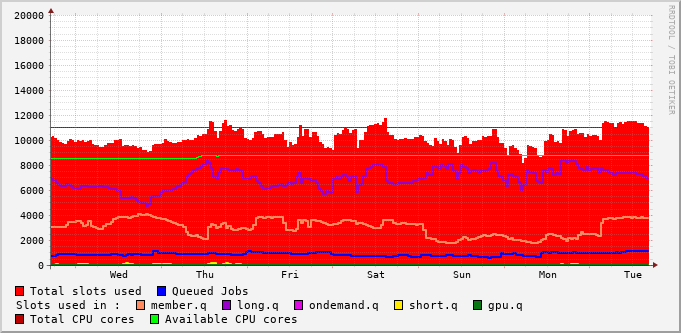 20000
18000
16000
14000
12000
10000
8000
6000
4000
2000
0
Wed Thu Fri Sat Sun Mon Tue
RRDTOOL / TOBI OETIKER
Total slots used Queued Jobs
Slots used in : member.q long.q ondemand.q short.q gpu.q
Total CPU cores Available CPU cores